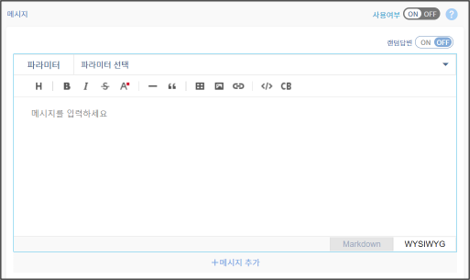 메시지
사용여부 ON OFF ?
랜덤답변 ON OFF
파라미터 파라미터 선택
H B I S A </> CB
메시지를 입력하세요
Markdown WYSIWYG
+메시지 추가